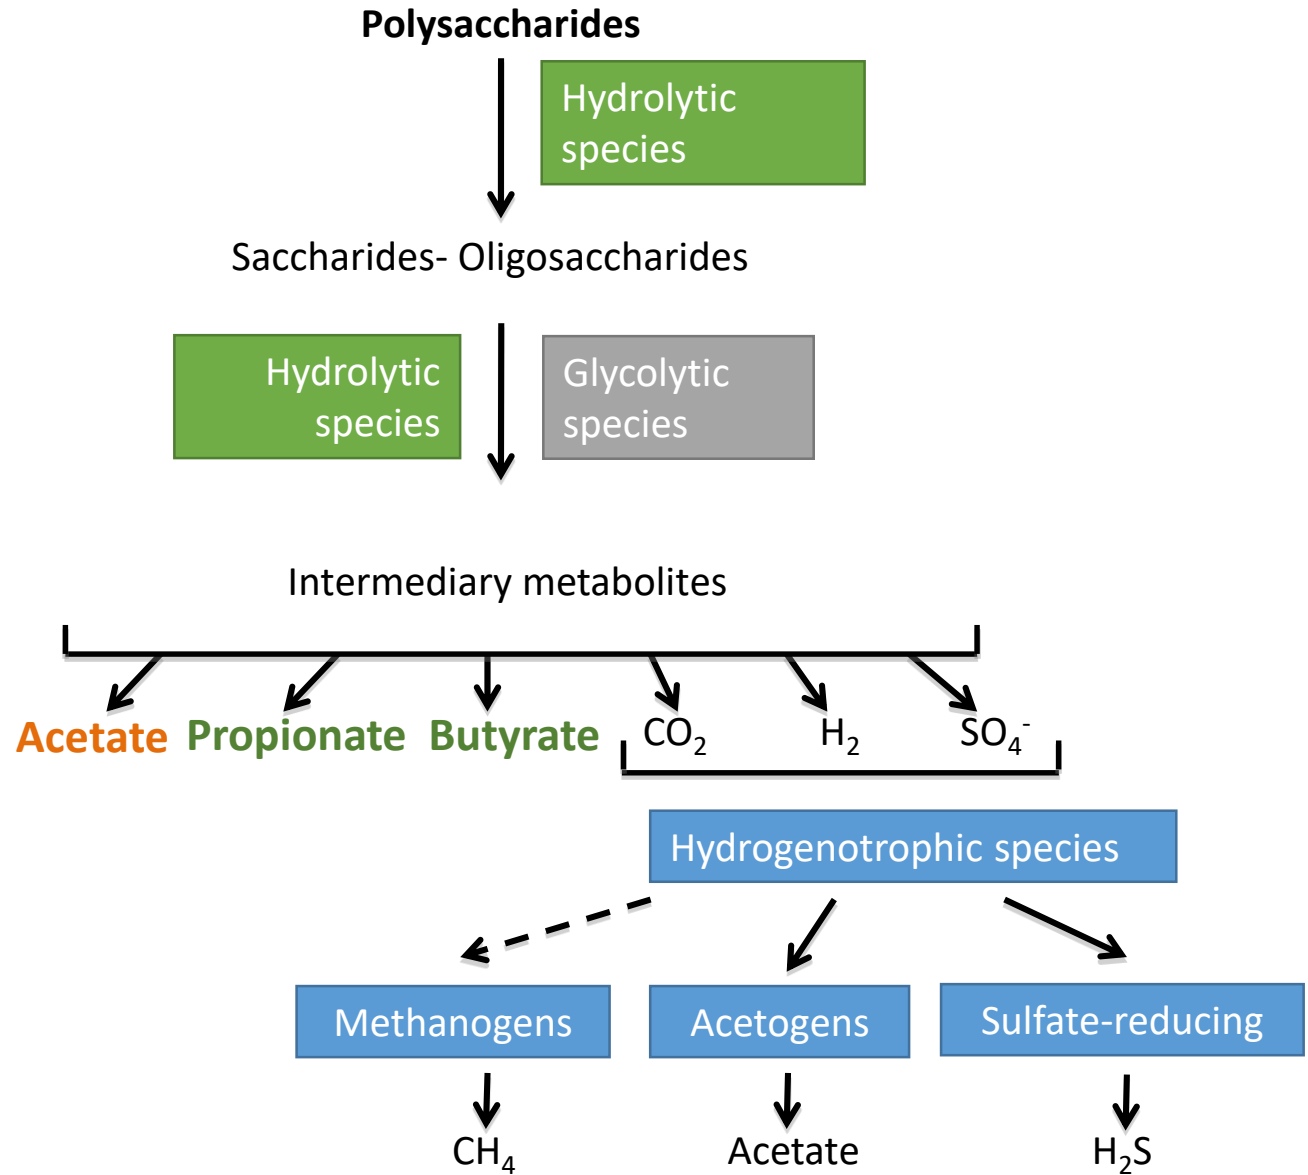 Polysaccharides
Hydrolytic
species
Saccharides- Oligosaccharides
Hydrolytic
species
Glycolytic
species
Intermediary metabolites
Acetate
Propionate
Butyrate
CO₂
H₂
SO₄⁻
Hydrogenotrophic species
Methanogens
Acetogens
Sulfate-reducing
CH₄
Acetate
H₂S